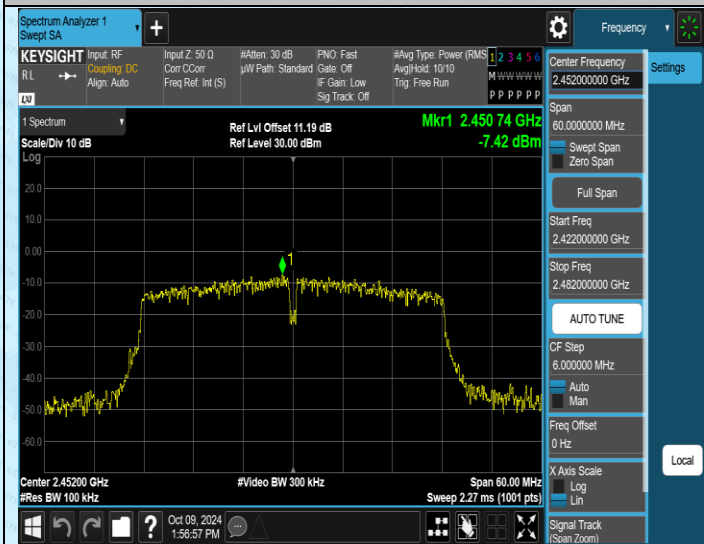 Spectrum Analyzer 1
Swept SA
+
Frequency
KEYSIGHT
R L
LXI
Input: RF
Coupling: DC
Align: Auto
Input Z: 50 Ω
Corr CCorr
Freq Ref: Int (S)
#Atten: 30 dB
µW Path: Standard
PNO: Fast
Gate: Off
IF Gain: Low
Sig Track: Off
#Avg Type: Power (RMS
Avg|Hold: 10/10
Trig: Free Run
1 2 3 4 5 6
M W W W W W
P P P P P P
1 Spectrum
Scale/Div 10 dB
Log
Ref Lvl Offset 11.19 dB
Ref Level 30.00 dBm
Mkr1 2.450 74 GHz
-7.42 dBm
20.0
10.0
0.00
-10.0
-20.0
-30.0
-40.0
-50.0
-60.0
1
Center 2.45200 GHz
#Res BW 100 kHz
#Video BW 300 kHz
Span 60.00 MHz
Sweep 2.27 ms (1001 pts)
Center Frequency
2.452000000 GHz
Span
60.0000000 MHz
Swept Span
Zero Span
Full Span
Start Freq
2.422000000 GHz
Stop Freq
2.482000000 GHz
AUTO TUNE
CF Step
6.000000 MHz
Auto
Man
Freq Offset
0 Hz
X Axis Scale
Log
Lin
Signal Track
(Span Zoom)
Settings
Local
?
Oct 09, 2024
1:56:57 PM